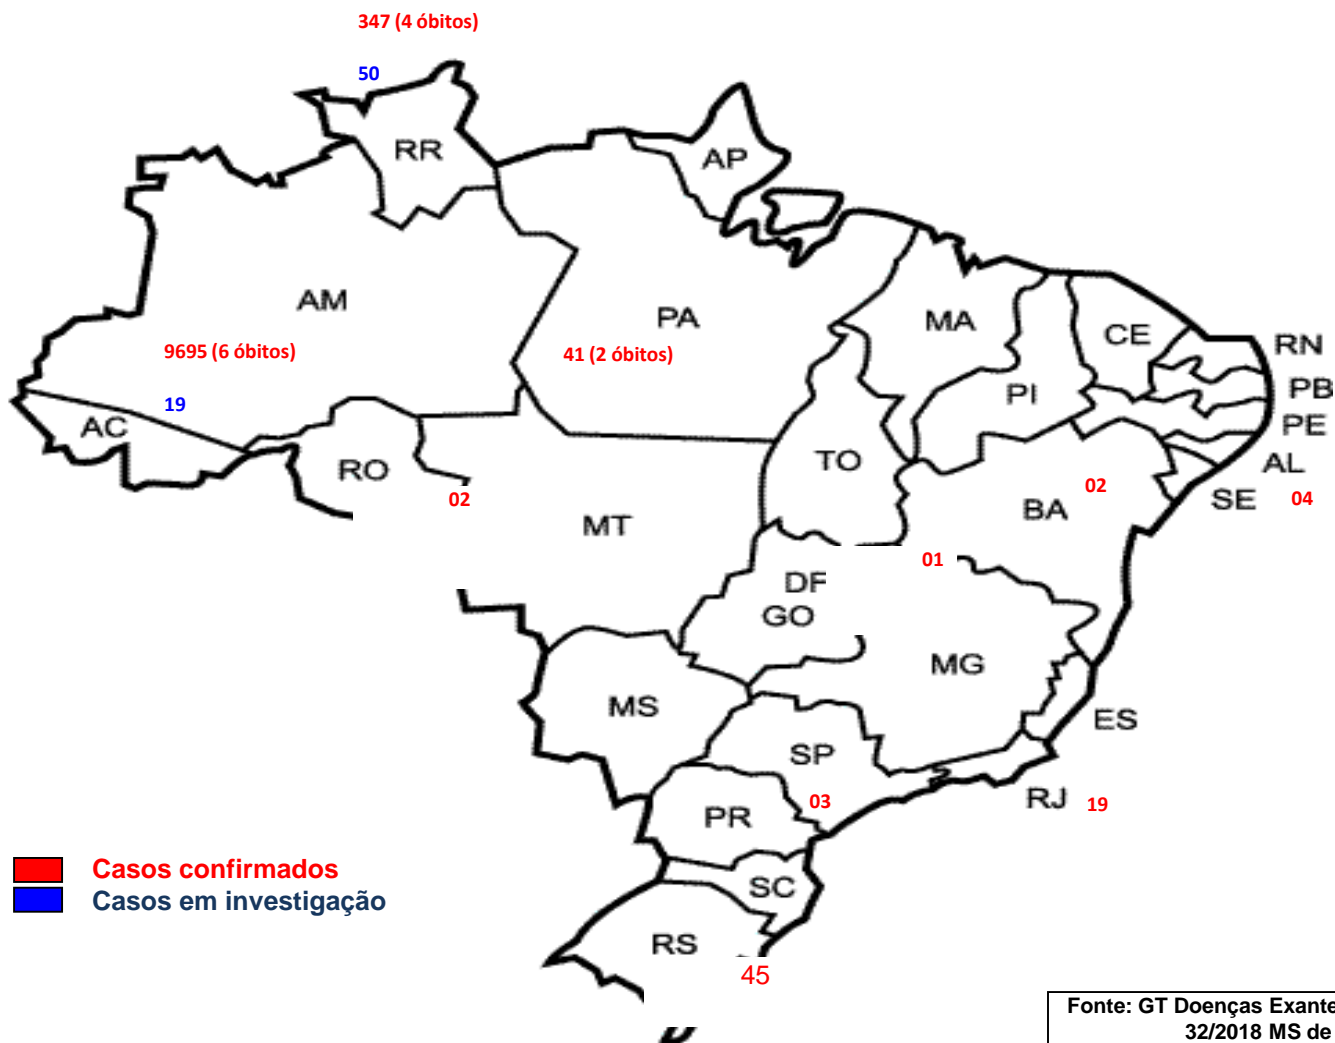 347 (4 óbitos)
50
RR
AP
AM
PA
MA
CE
RN
9695 (6 óbitos)
41 (2 óbitos)
PI
PB
19
AC
PE
RO
TO
AL
02
MT
BA
02
SE
04
01
DF
GO
MG
MS
ES
SP
03
RJ
19
PR
Casos confirmados
Casos em investigação
SC
RS
45
Fonte: GT Doenças Exante
32/2018 MS de